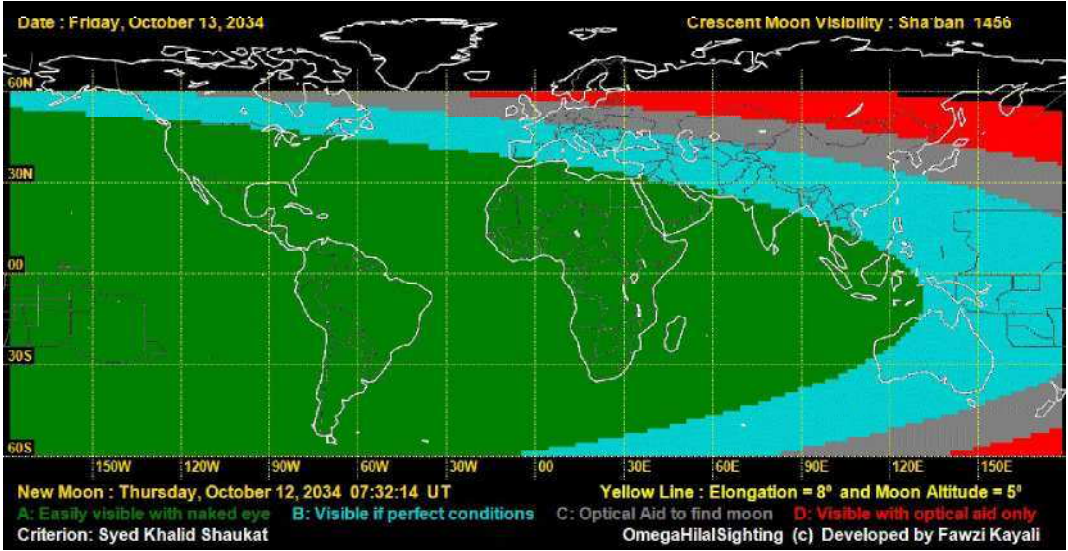 Date : Friday, October 13, 2034 Crescent Moon Visibility : Sha'ban 1456
60N
30N
00
30S
60S
150W 120W 90W 60W 30W 00 30E 60E 90E 120E 150E
New Moon : Thursday, October 12, 2034 07:32:14 UT Yellow Line : Elongation = 8º and Moon Altitude = 5º
A: Easily visible with naked eye B: Visible if perfect conditions C: Optical Aid to find moon D: Visible with optical aid only
Criterion: Syed Khalid Shaukat OmegaHilalSighting (c) Developed by Fawzi Kayali